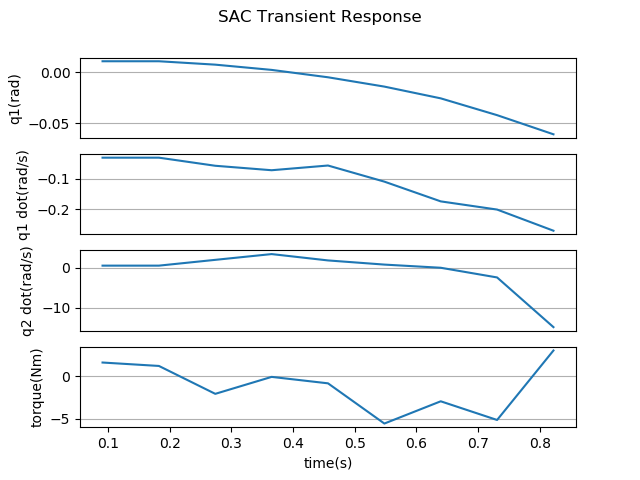 SAC Transient Response
q1(rad)
0.00
−0.05
q1 dot(rad/s)
−0.1
−0.2
q2 dot(rad/s)
0
−10
torque(Nm)
0
−5
0.1 0.2 0.3 0.4 0.5 0.6 0.7 0.8
time(s)